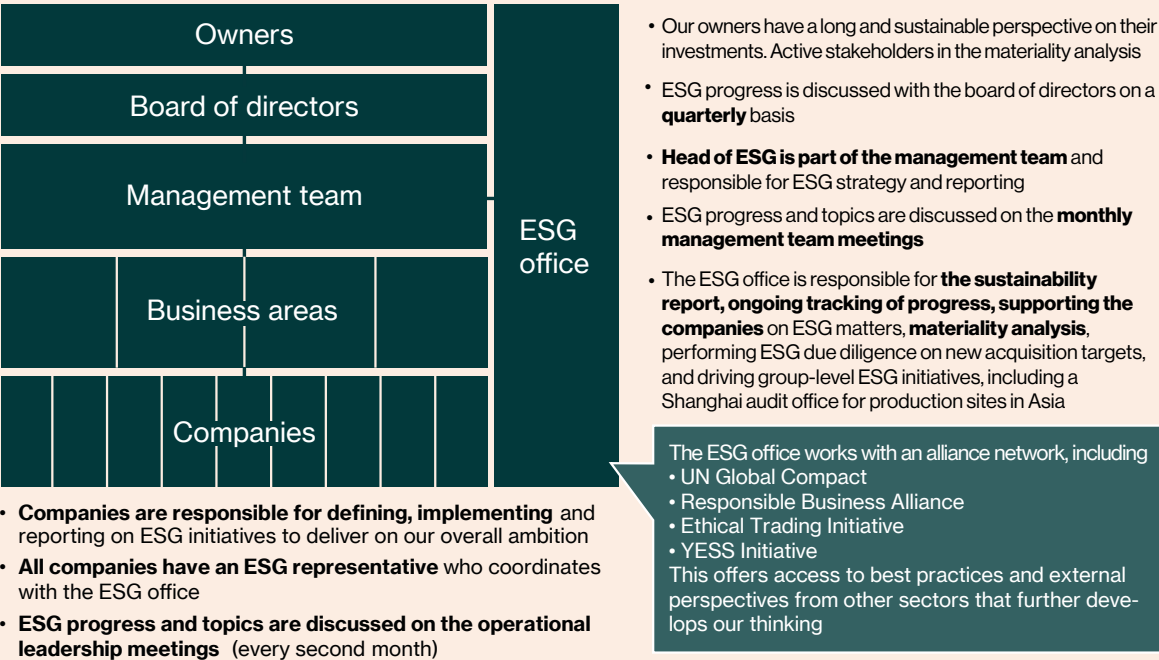 Owners
Board of directors
Management team
Business areas
Companies
ESG
office
• Companies are responsible for defining, implementing and
reporting on ESG initiatives to deliver on our overall ambition
• All companies have an ESG representative who coordinates
with the ESG office
• ESG progress and topics are discussed on the operational
leadership meetings (every second month)
• Our owners have a long and sustainable perspective on their
investments. Active stakeholders in the materiality analysis
• ESG progress is discussed with the board of directors on a
quarterly basis
• Head of ESG is part of the management team and
responsible for ESG strategy and reporting
• ESG progress and topics are discussed on the monthly
management team meetings
• The ESG office is responsible for the sustainability
report, ongoing tracking of progress, supporting the
companies on ESG matters, materiality analysis,
performing ESG due diligence on new acquisition targets,
and driving group-level ESG initiatives, including a
Shanghai audit office for production sites in Asia
The ESG office works with an alliance network, including
• UN Global Compact
• Responsible Business Alliance
• Ethical Trading Initiative
• YESS Initiative
This offers access to best practices and external
perspectives from other sectors that further deve-
lops our thinking